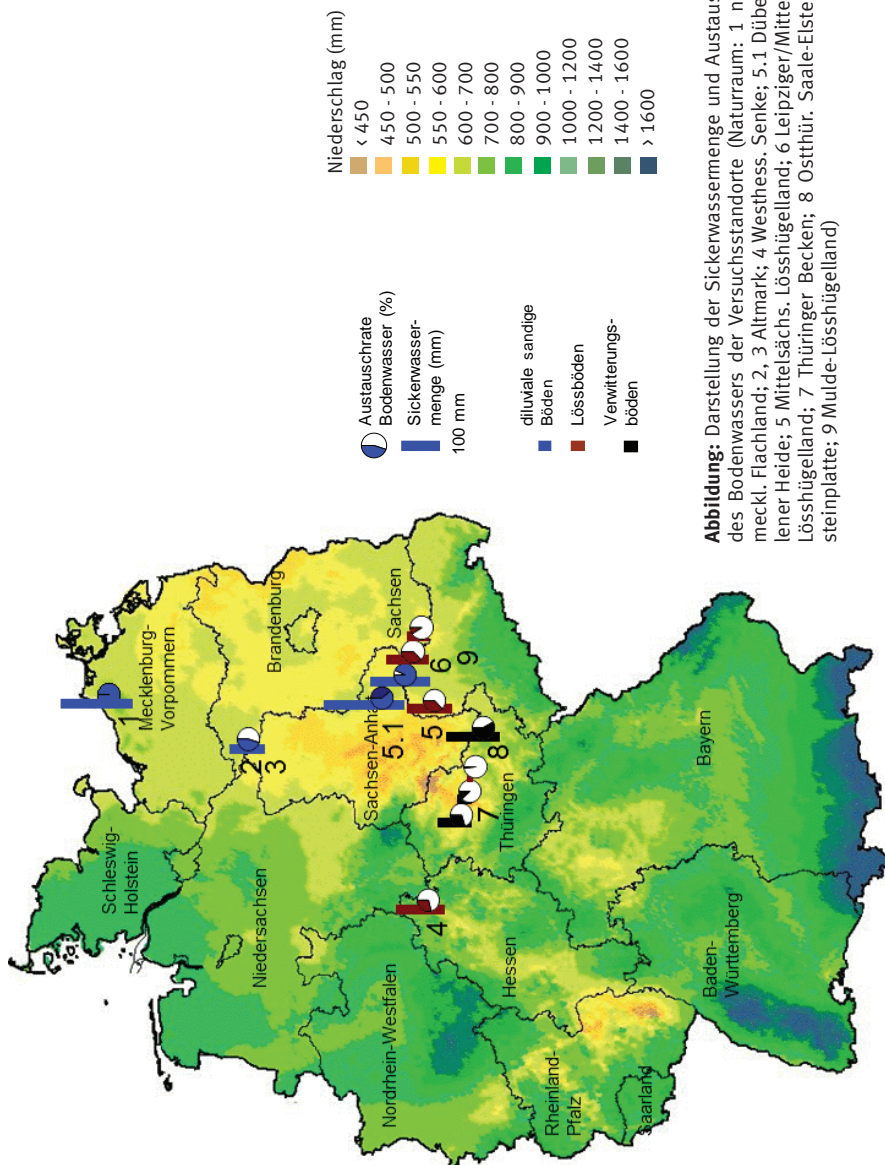 Schleswig-
Holstein
Mecklenburg-
Vorpommern
Niedersachsen
Brandenburg
Sachsen-Anha
Sachsen
Nordrhein-Westfalen
Thüringen
Hessen
Rheinland-
Pfalz
Saarland
Baden-
Württemberg
Bayern
1
2
3
4
5.1
5
6
9
7
8
Austauschrate
Bodenwasser (%)
Sickerwasser-
menge (mm)
100 mm
diluviale sandige
Böden
Lössböden
Verwitterungs-
böden
Niederschlag (mm)
< 450
450 - 500
500 - 550
550 - 600
600 - 700
700 - 800
800 - 900
900 - 1000
1000 - 1200
1200 - 1400
1400 - 1600
> 1600
Abbildung: Darstellung der Sickerwassermenge und Austaus
des Bodenwassers der Versuchsstandorte (Naturraum: 1 n
meckl. Flachland; 2, 3 Altmark; 4 Westhess. Senke; 5.1 Dübe
lener Heide; 5 Mittelsächs. Lösshügelland; 6 Leipziger/Mitte
Lösshügelland; 7 Thüringer Becken; 8 Ostthür. Saale-Elste
steinplatte; 9 Mulde-Lösshügelland)